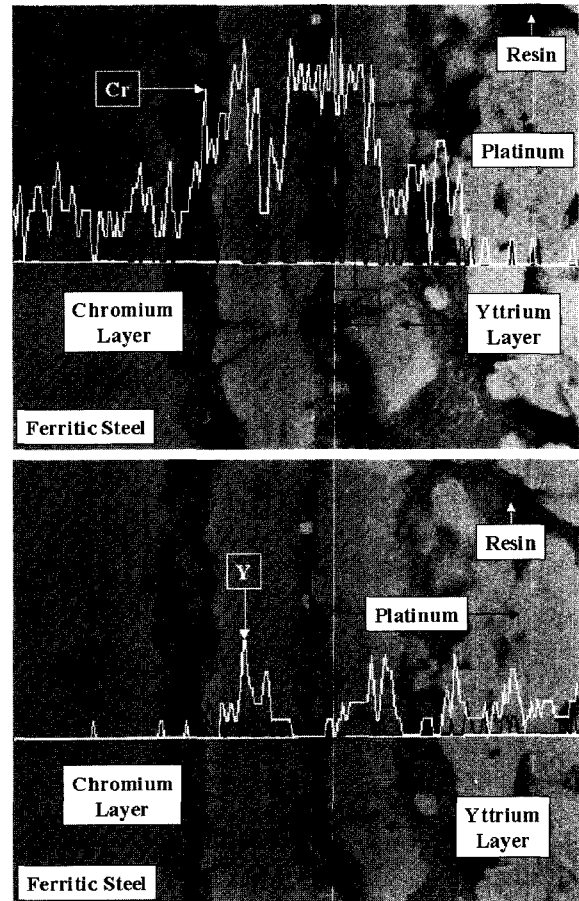 Resin
Cr
Platinum
Chromium
Layer
Yttrium
Layer
Ferritic Steel
Resin
Y
Platinum
Chromium
Layer
Yttrium
Layer
Ferritic Steel